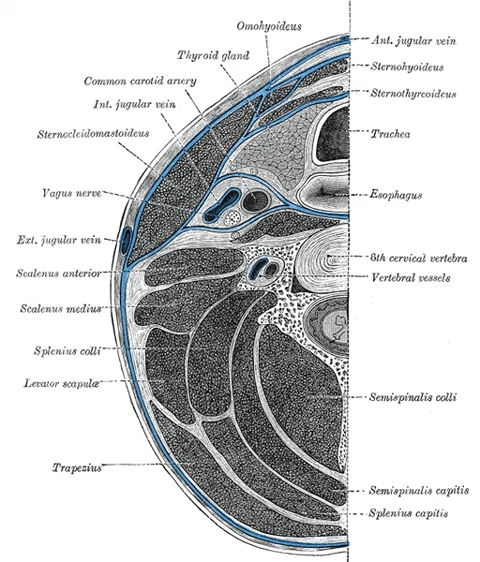 Omohyoideus
Thyroid gland
Common carotid artery
Int. jugular vein
Sternocleidomastoideus
Vagus nerve
Ext. jugular vein
Scalenus anterior
Scalenus medius
Splenius colli
Levator scapulæ
Trapezius
Ant. jugular vein
Sternohyoideus
Sternothyreoideus
Trachea
Esophagus
6th cervical vertebra
Vertebral vessels
Semispinalis colli
Semispinalis capitis
Splenius capitis